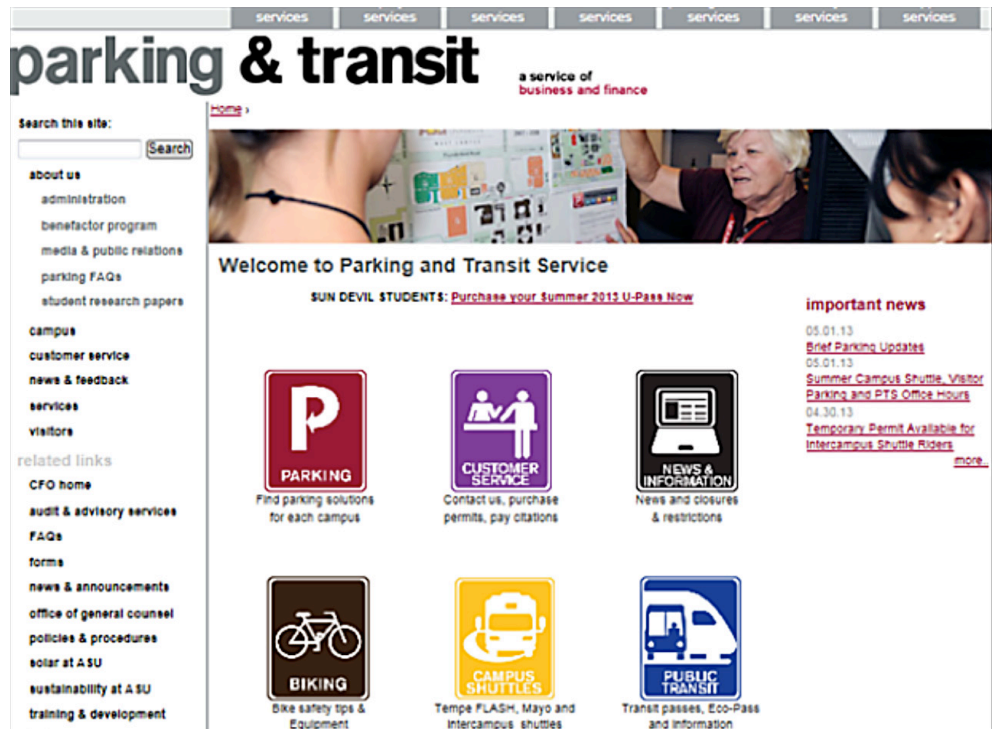 services services services services services services services
parking & transit
a service of
business and finance
Home ›
Search this site:
Search
about us
administration
benefactor program
media & public relations
parking FAQs
student research papers
campus
customer service
news & feedback
services
visitors
related links
CFO home
audit & advisory services
FAQs
forms
news & announcements
office of general counsel
policies & procedures
solar at ASU
sustainability at ASU
training & development
Welcome to Parking and Transit Service
SUN DEVIL STUDENTS: Purchase your Summer 2013 U-Pass Now
PARKING
Find parking solutions
for each campus
CUSTOMER
SERVICE
Contact us, purchase
permits, pay citations
NEWS &
INFORMATION
News and closures
& restrictions
BIKING
Bike safety tips &
Equipment
CAMPUS
SHUTTLES
Tempe FLASH, Mayo and
Intercampus shuttles
PUBLIC
TRANSIT
Transit passes, Eco-Pass
and Information
important news
05.01.13
Brief Parking Updates
05.01.13
Summer Campus Shuttle, Visitor
Parking and PTS Office Hours
04.30.13
Temporary Permit Available for
Intercampus Shuttle Riders
more..